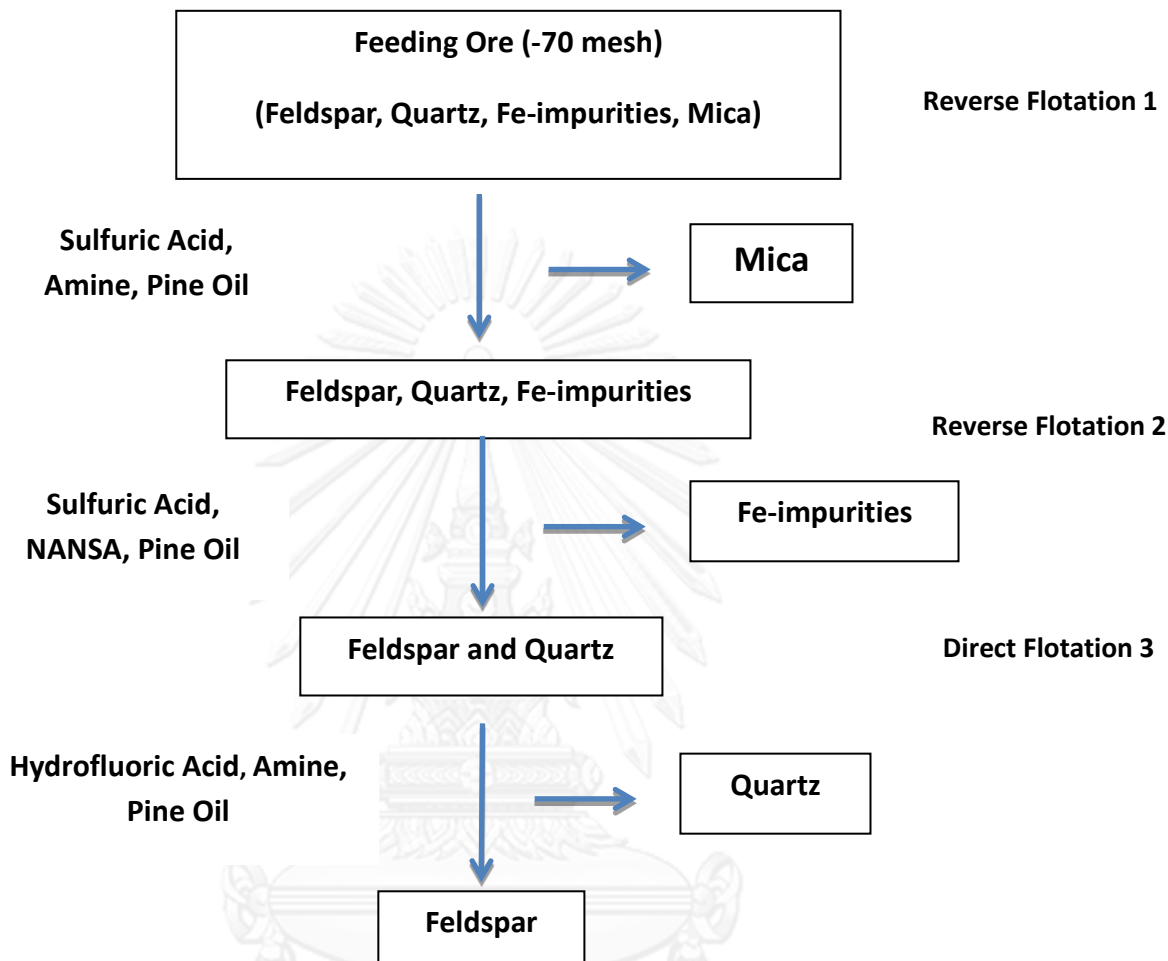 Feeding Ore (-70 mesh)
(Feldspar, Quartz, Fe-impurities, Mica)
Reverse Flotation 1
Sulfuric Acid,
Amine, Pine Oil
Mica
Feldspar, Quartz, Fe-impurities
Reverse Flotation 2
Sulfuric Acid,
NANSA, Pine Oil
Fe-impurities
Feldspar and Quartz
Direct Flotation 3
Hydrofluoric Acid, Amine,
Pine Oil
Quartz
Feldspar